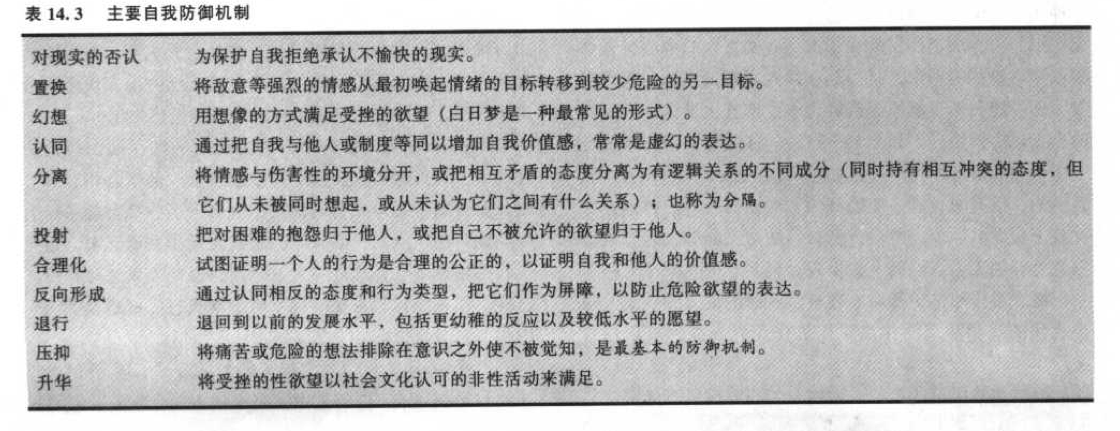 表 14.3 主要自我防御机制
对现实的否认 为保护自我拒绝承认不愉快的现实。
置换 将敌意等强烈的情感从最初唤起情绪的目标转移到较少危险的另一目标。
幻想 用想像的方式满足受挫的欲望（白日梦是一种最常见的形式）。
认同 通过把自我与他人或制度等同以增加自我价值感，常常是虚幻的表达。
分离 将情感与伤害性的环境分开，或把相互矛盾的态度分离为有逻辑关系的不同成分（同时持有相互冲突的态度，但
它们从未被同时想起，或从未认为它们之间有什么关系）；也称为分隔。
投射 把对困难的抱怨归于他人，或把自己不被允许的欲望归于他人。
合理化 试图证明一个人的行为是合理的公正的，以证明自我和他人的价值感。
反向形成 通过认同相反的态度和行为类型，把它们作为屏障，以防止危险欲望的表达。
退行 退回到以前的发展水平，包括更幼稚的反应以及较低水平的愿望。
压抑 将痛苦或危险的想法排除在意识之外使不被觉知，是最基本的防御机制。
升华 将受挫的性欲望以社会文化认可的非性活动来满足。